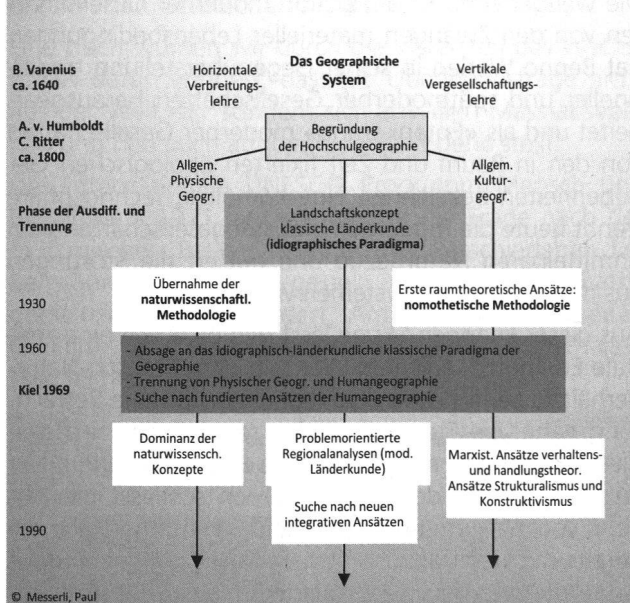 Das Geographische
System
B. Varenius
ca. 1640
Horizontale
Verbreitungs-
lehre
Vertikale
Vergesellschaftungs-
lehre
A. v. Humboldt
C. Ritter
ca. 1800
Begründung
der Hochschulgeographie
Allgem.
Physische
Geogr.
Allgem.
Kultur-
geogr.
Phase der Ausdiff. und
Trennung
Landschaftskonzept
klassische Länderkunde
(idiographisches Paradigma)
1930
Übernahme der
naturwissenschaftl.
Methodologie
Erste raumtheoretische Ansätze:
nomothetische Methodologie
1960
Kiel 1969
- Absage an das idiographisch-länderkundliche klassische Paradigma der
Geographie
- Trennung von Physischer Geogr. und Humangeographie
- Suche nach fundierten Ansätzen der Humangeographie
Dominanz der
naturwissensch.
Konzepte
Problemorientierte
Regionalanalysen (mod.
Länderkunde)
Suche nach neuen
integrativen Ansätzen
Marxist. Ansätze verhaltens-
und handlungstheor.
Ansätze Strukturalismus und
Konstruktivismus
1990
© Messerli, Paul